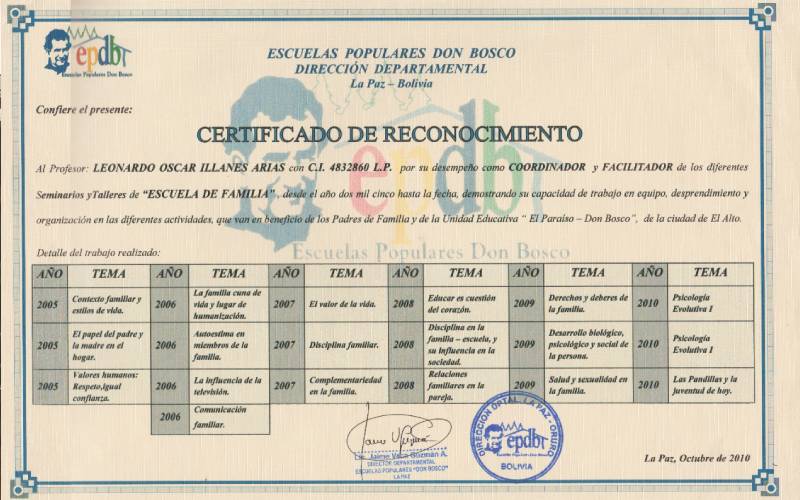 epdbr
Escuelas Populares Don Bosco
ESCUELAS POPULARES DON BOSCO
DIRECCIÓN DEPARTAMENTAL
La Paz – Bolivia
Confiere el presente:
CERTIFICADO DE RECONOCIMIENTO
Al Profesor: LEONARDO OSCAR ILLANES ARIAS con C.I. 4832860 L.P. por su desempeño como COORDINADOR y FACILITADOR de los diferentes
Seminarios yTalleres de “ESCUELA DE FAMILIA”, desde el año dos mil cinco hasta la fecha, demostrando su capacidad de trabajo en equipo, desprendimiento y
organización en las diferentes actividades, que van en beneficio de los Padres de Familia y de la Unidad Educativa “ El Paraíso – Don Bosco”, de la ciudad de El Alto.
epdbr
Escuelas Populares Don Bosco
Detalle del trabajo realizado:
AÑO TEMA AÑO TEMA AÑO TEMA AÑO TEMA AÑO TEMA AÑO TEMA
2005 Contexto familiar y estilos de vida. 2006 La familia cuna de vida y lugar de humanización. 2007 El valor de la vida. 2008 Educar es cuestión del corazón. 2009 Derechos y deberes de la familia. 2010 Psicología Evolutiva I
2005 El papel del padre y la madre en el hogar. 2006 Autoestima en miembros de la familia. 2007 Disciplina familiar. 2008 Disciplina en la familia – escuela, y su influencia en la sociedad. 2009 Desarrollo biológico, psicológico y social de la persona. 2010 Psicología Evolutiva I
2005 Valores humanos: Respeto,igual confianza. 2006 La influencia de la televisión. 2007 Complementariedad en la familia. 2008 Relaciones familiares en la pareja. 2009 Salud y sexualidad en la familia. 2010 Las Pandillas y la juventud de hoy.
2006 Comunicación familiar.
Lic. Jaime Vera Guzmán A.
DIRECTOR DEPARTAMENTAL
ESCUELAS POPULARES "DON BOSCO"
LA PAZ
DIRECCION DPTAL. LA PAZ - ORURO
epdbr
Escuelas Populares Don Bosco
BOLIVIA
La Paz, Octubre de 2010